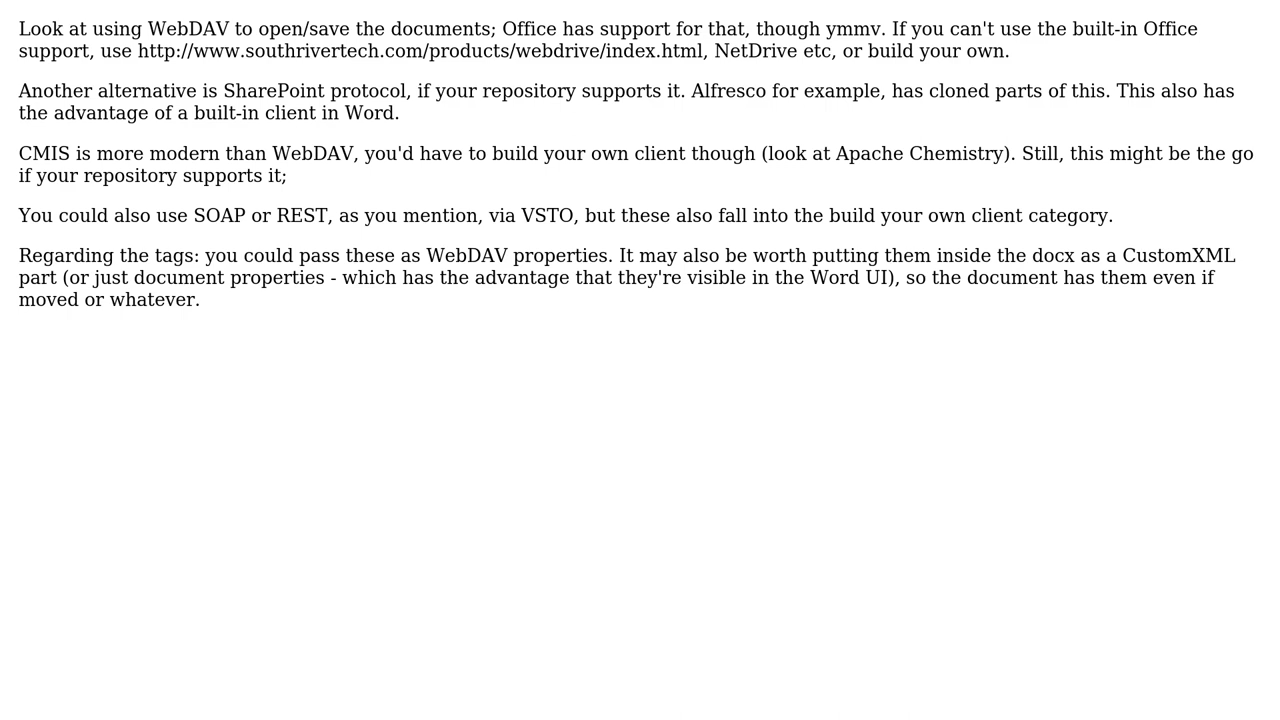 Look at using WebDAV to open/save the documents; Office has support for that, though ymmv. If you can't use the built-in Office
support, use http://www.southrivertech.com/products/webdrive/index.html, NetDrive etc, or build your own.
Another alternative is SharePoint protocol, if your repository supports it. Alfresco for example, has cloned parts of this. This also has
the advantage of a built-in client in Word.
CMIS is more modern than WebDAV, you'd have to build your own client though (look at Apache Chemistry). Still, this might be the go
if your repository supports it;
You could also use SOAP or REST, as you mention, via VSTO, but these also fall into the build your own client category.
Regarding the tags: you could pass these as WebDAV properties. It may also be worth putting them inside the docx as a CustomXML
part (or just document properties - which has the advantage that they're visible in the Word UI), so the document has them even if
moved or whatever.